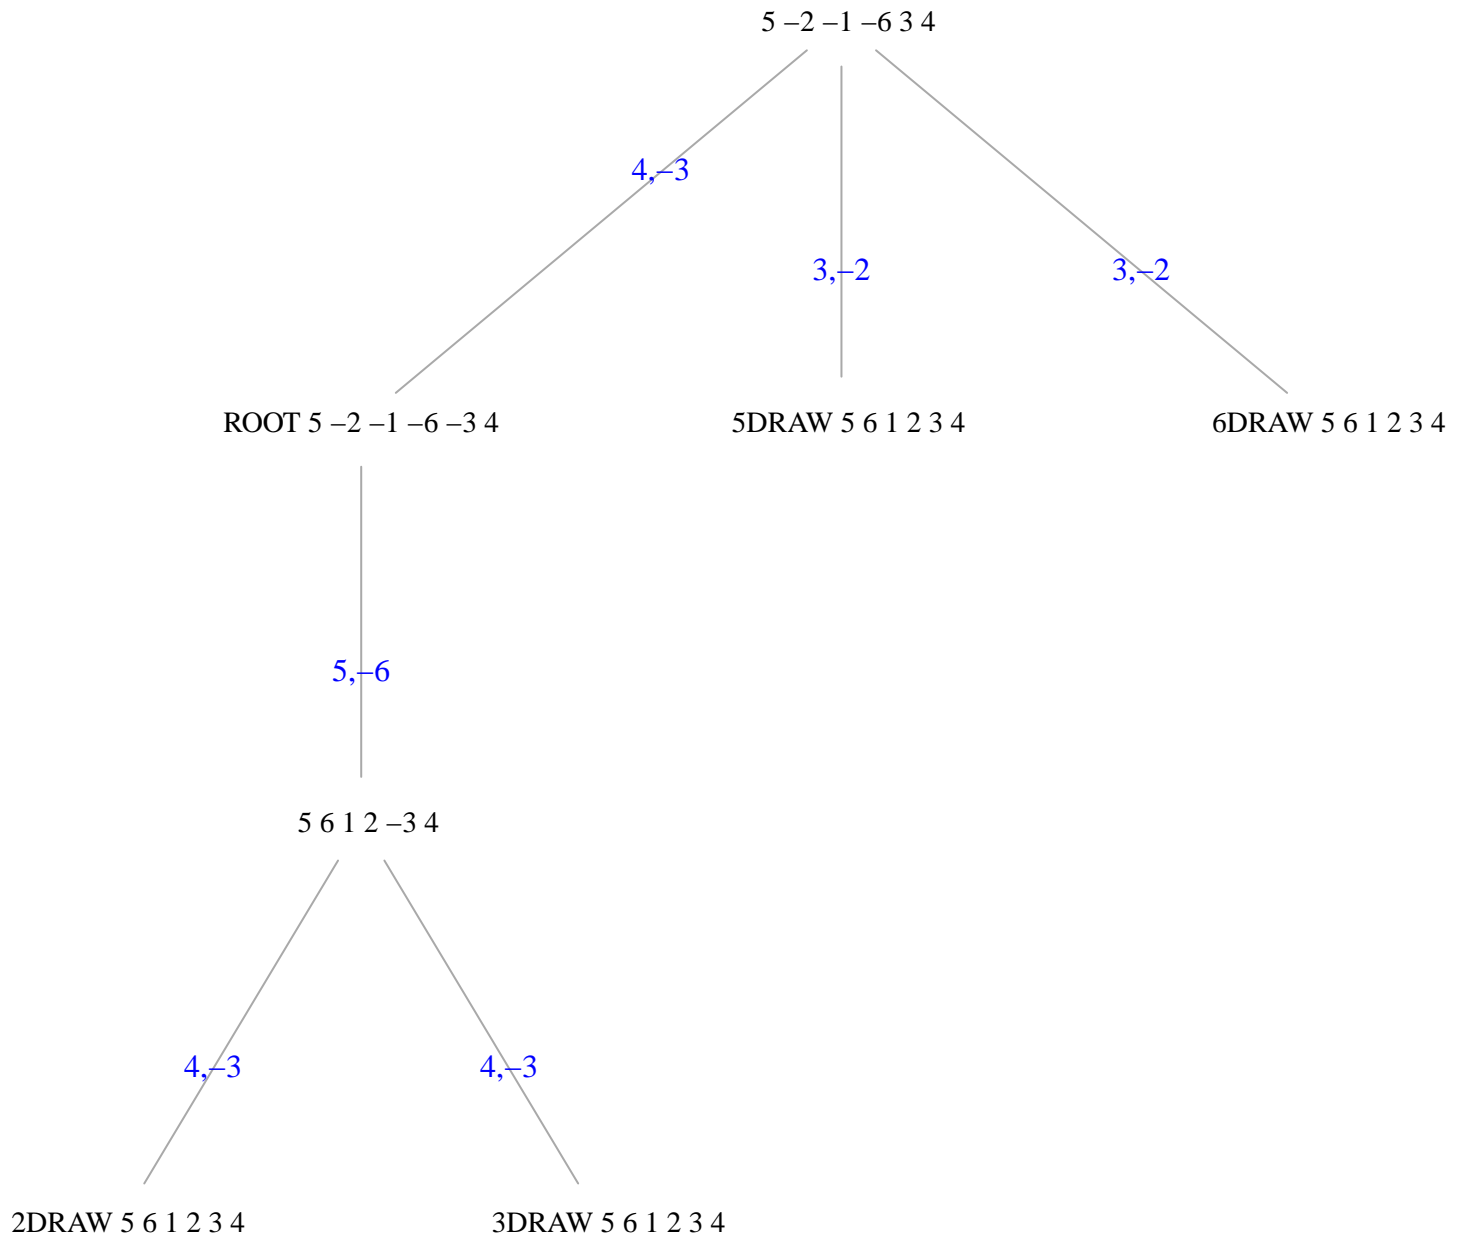 5 –2 –1 –6 3 4
4,–3
3,–2
3,–2
ROOT 5 –2 –1 –6 –3 4
5DRAW 5 6 1 2 3 4
6DRAW 5 6 1 2 3 4
5,–6
5 6 1 2 –3 4
4,–3
4,–3
2DRAW 5 6 1 2 3 4
3DRAW 5 6 1 2 3 4